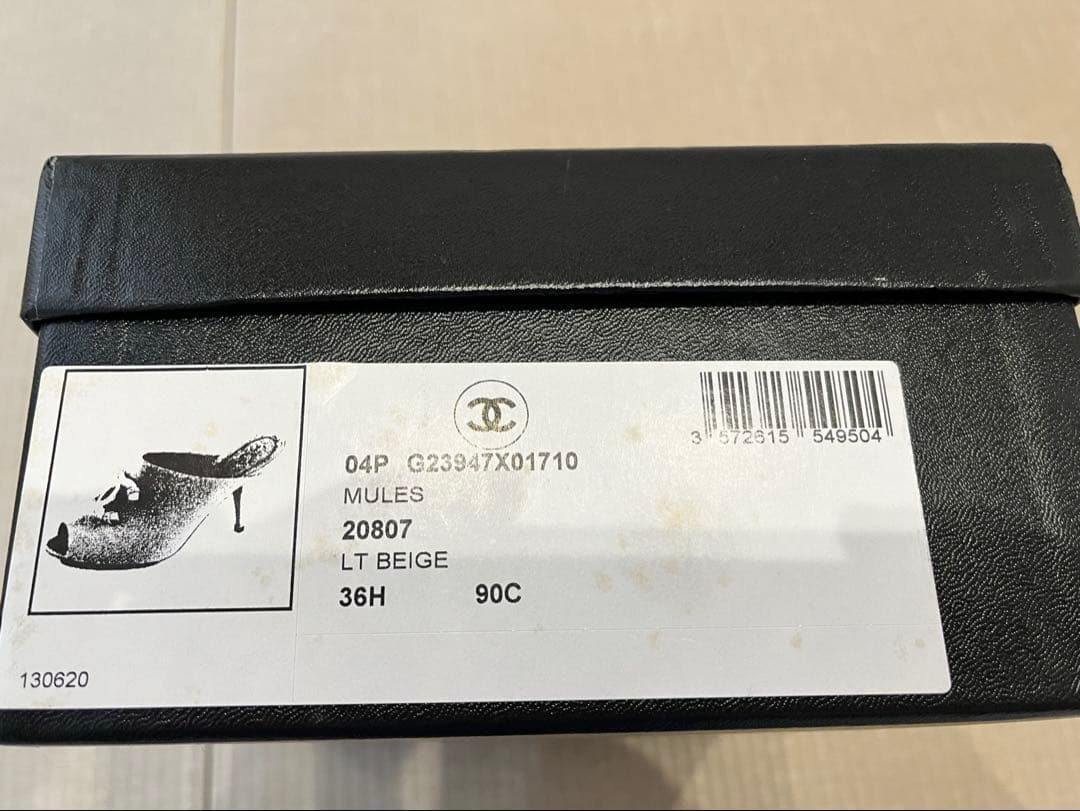 3 572615 549504
04P G23947X01710
MULES
20807
LT BEIGE
36H 90C
130620